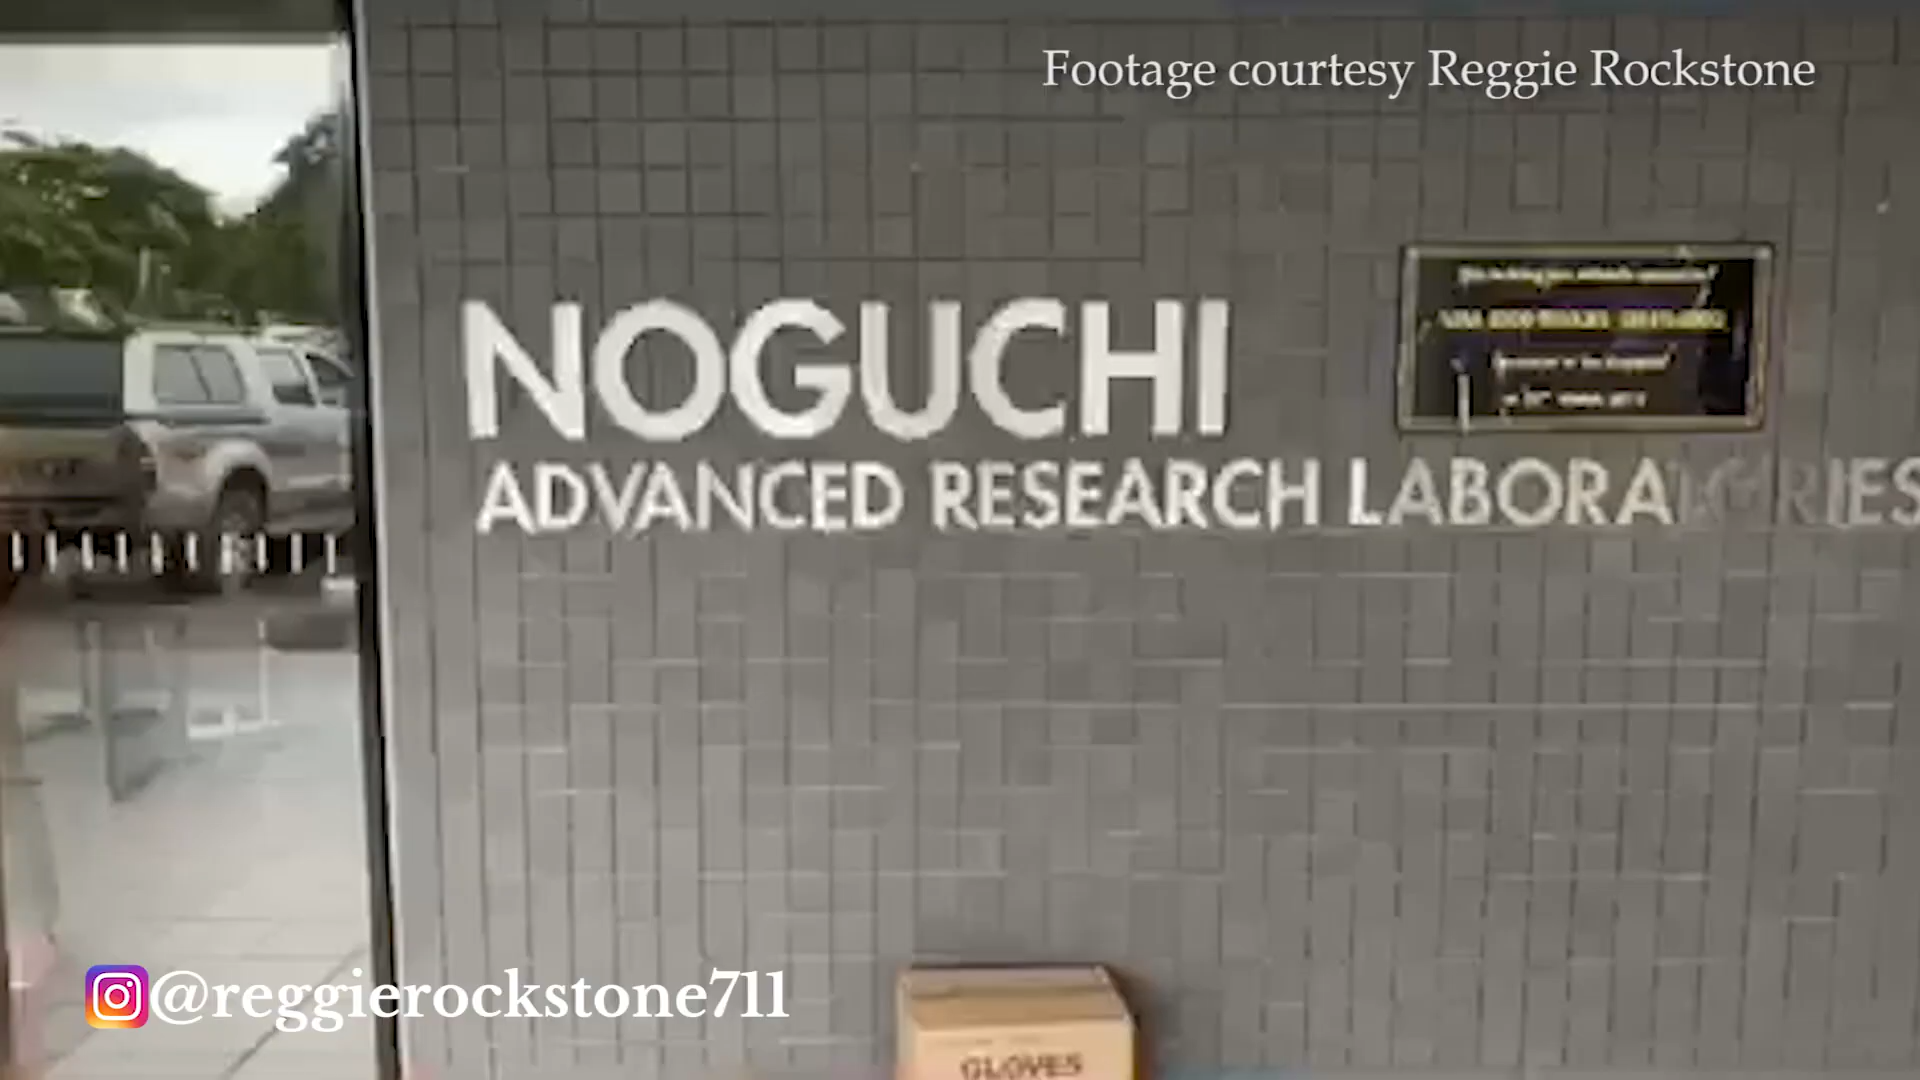 Footage courtesy Reggie Rockstone
NOGUCHI
ADVANCED RESEARCH LABORATORIES
@reggierockstone711
GLOVES